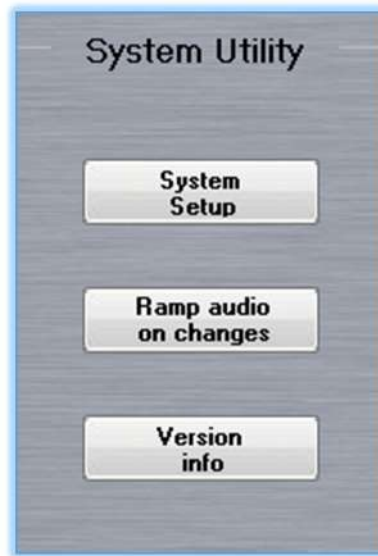 System Utility
System
Setup
Ramp audio
on changes
Version
info